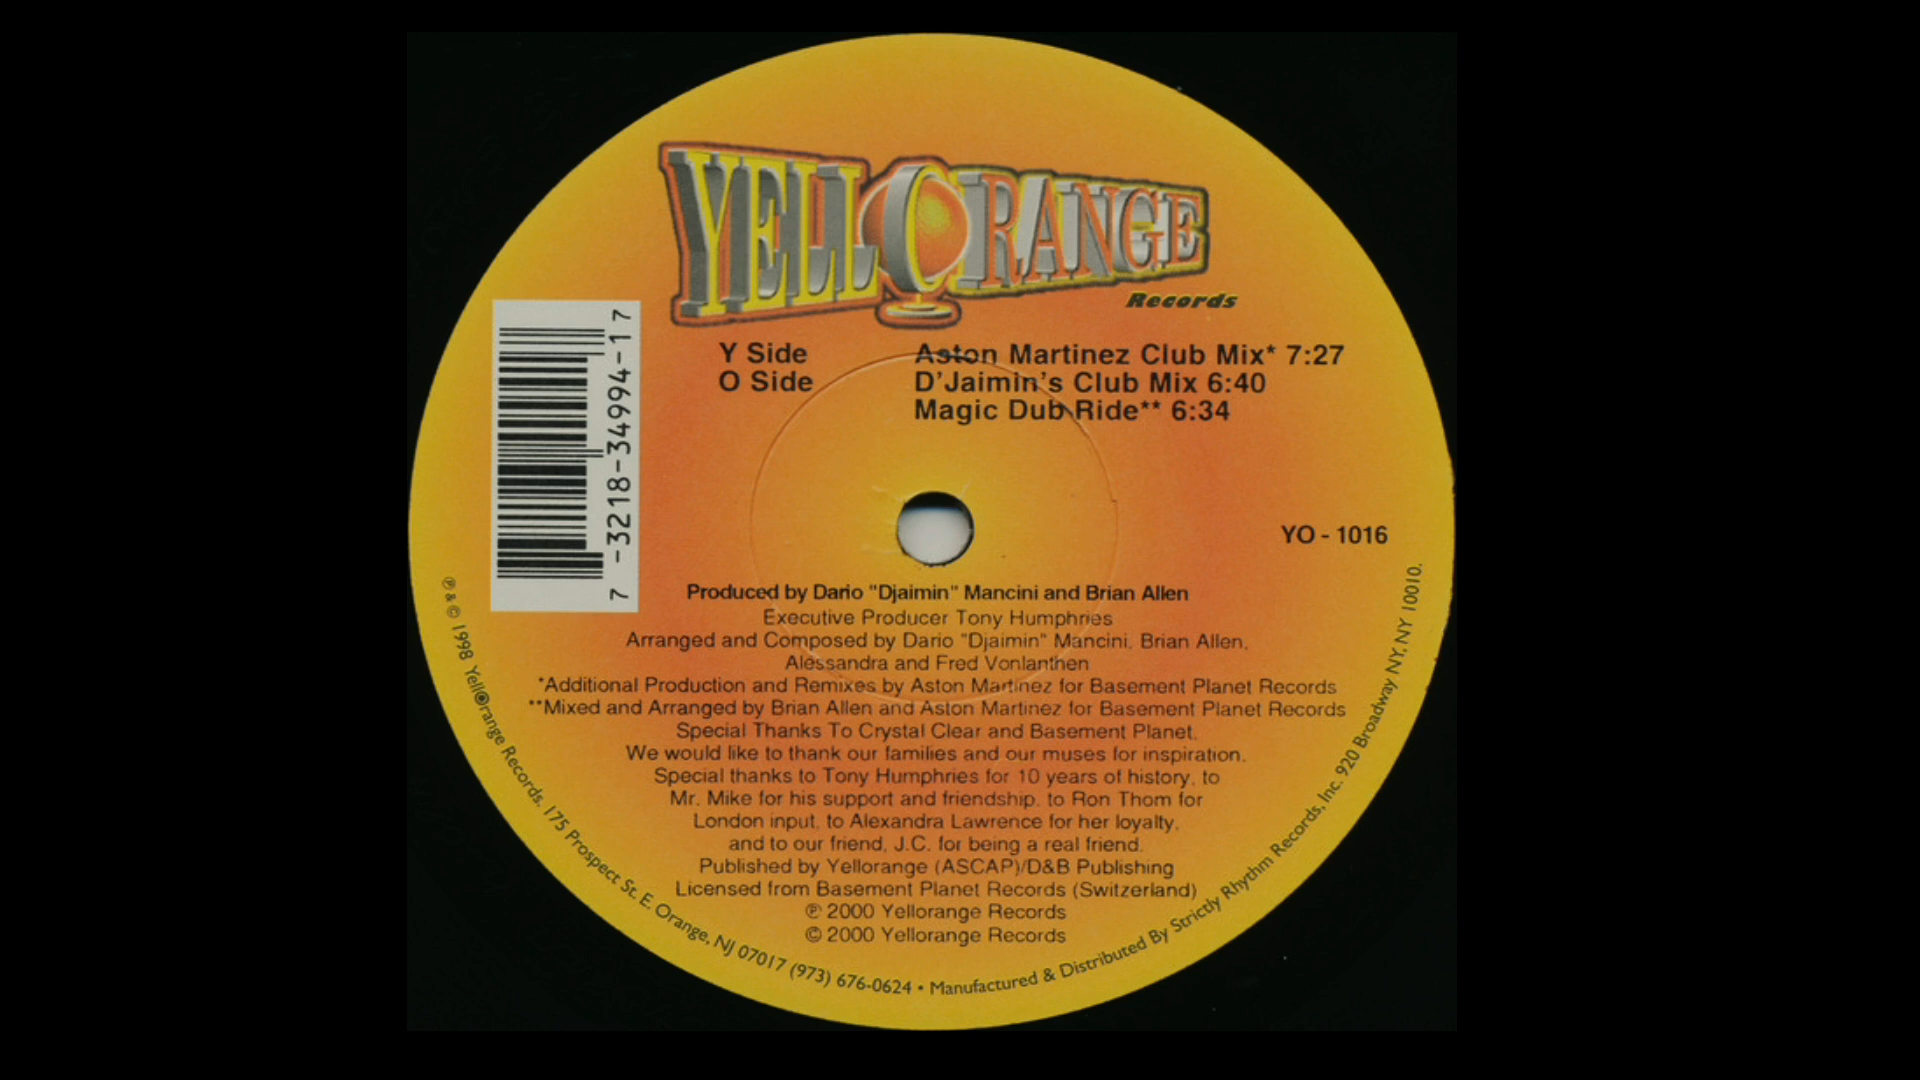 YELLORANGE
Records
7 -3218-34994-1 7
Y Side Aston Martinez Club Mix* 7:27
O Side D'Jaimin's Club Mix 6:40
Magic Dub Ride** 6:34
YO - 1016
Produced by Dario "Djaimin" Mancini and Brian Allen
Executive Producer Tony Humphries
Arranged and Composed by Dario "Djaimin" Mancini, Brian Allen,
Alessandra and Fred Vonlanthen
*Additional Production and Remixes by Aston Martinez for Basement Planet Records
**Mixed and Arranged by Brian Allen and Aston Martinez for Basement Planet Records
Special Thanks To Crystal Clear and Basement Planet.
We would like to thank our families and our muses for inspiration.
Special thanks to Tony Humphries for 10 years of history, to
Mr. Mike for his support and friendship, to Ron Thom for
London input, to Alexandra Lawrence for her loyalty,
and to our friend, J.C. for being a real friend.
Published by Yellorange (ASCAP)/D&B Publishing
Licensed from Basement Planet Records (Switzerland)
℗ 2000 Yellorange Records
© 2000 Yellorange Records
℗ & © 1998 YellOrange Records, 175 Prospect St. E. Orange, NJ 07017 (973) 676-0624 • Manufactured & Distributed By Strictly Rhythm Records, Inc. 920 Broadway NY, NY 10010.